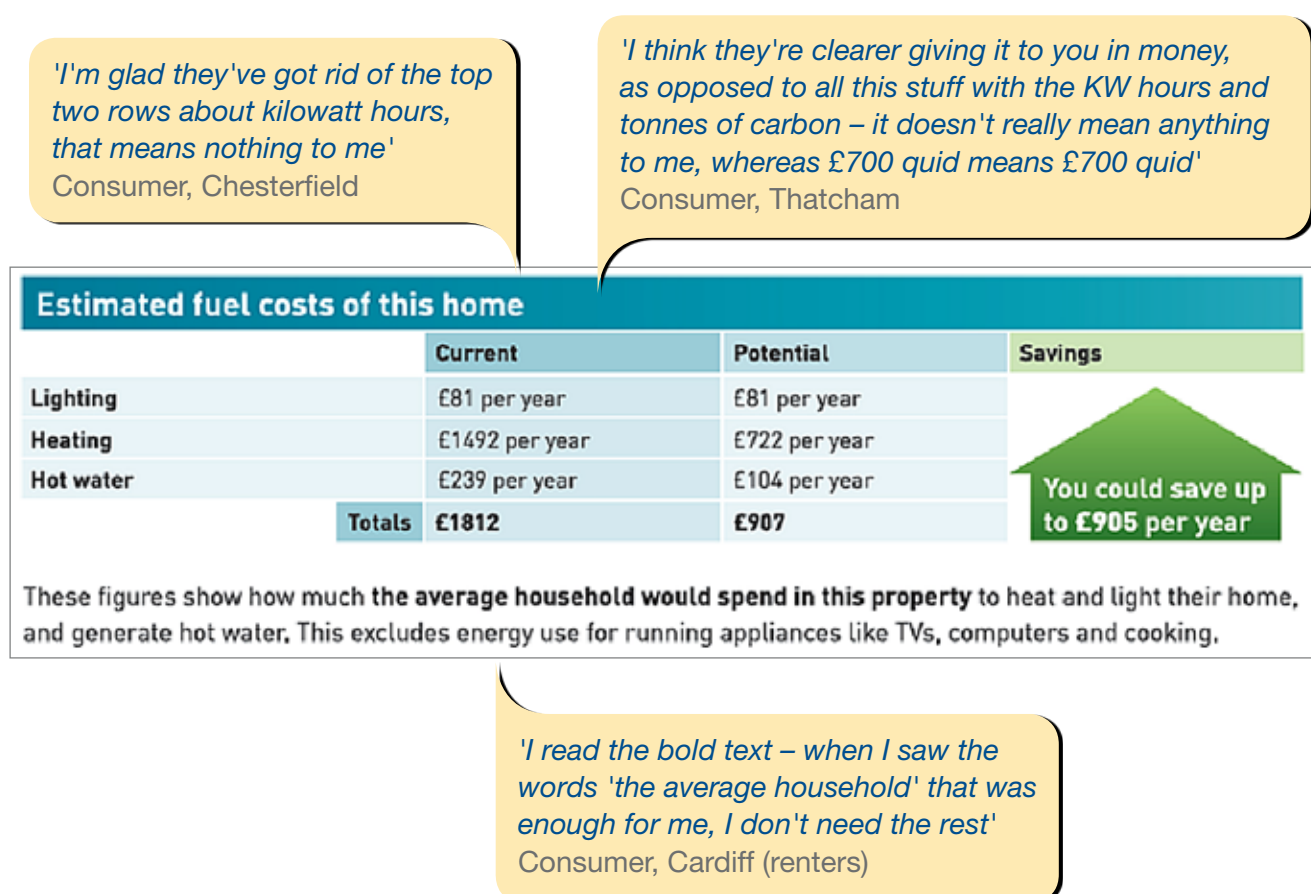 'I'm glad they've got rid of the top
two rows about kilowatt hours,
that means nothing to me'
Consumer, Chesterfield
'I think they're clearer giving it to you in money,
as opposed to all this stuff with the KW hours and
tonnes of carbon – it doesn't really mean anything
to me, whereas £700 quid means £700 quid'
Consumer, Thatcham
Estimated fuel costs of this home
Current Potential Savings
Lighting £81 per year £81 per year
Heating £1492 per year £722 per year
Hot water £239 per year £104 per year
Totals £1812 £907
You could save up
to £905 per year
These figures show how much the average household would spend in this property to heat and light their home,
and generate hot water. This excludes energy use for running appliances like TVs, computers and cooking.
'I read the bold text – when I saw the
words 'the average household' that was
enough for me, I don't need the rest'
Consumer, Cardiff (renters)